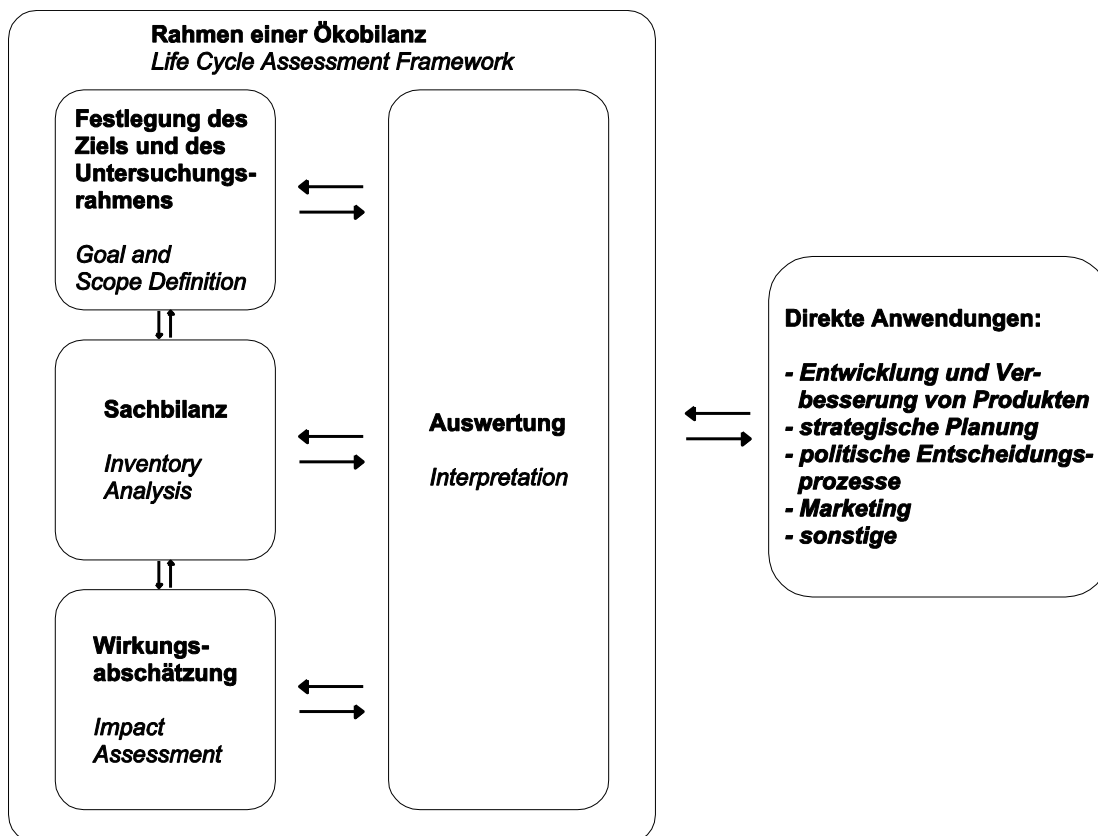 Rahmen einer Ökobilanz
Life Cycle Assessment Framework
Festlegung des
Ziels und des
Untersuchungs-
rahmens
Goal and
Scope Definition
Sachbilanz
Inventory
Analysis
Wirkungs-
abschätzung
Impact
Assessment
Auswertung
Interpretation
Direkte Anwendungen:
- Entwicklung und Ver-
besserung von Produkten
- strategische Planung
- politische Entscheidungs-
prozesse
- Marketing
- sonstige